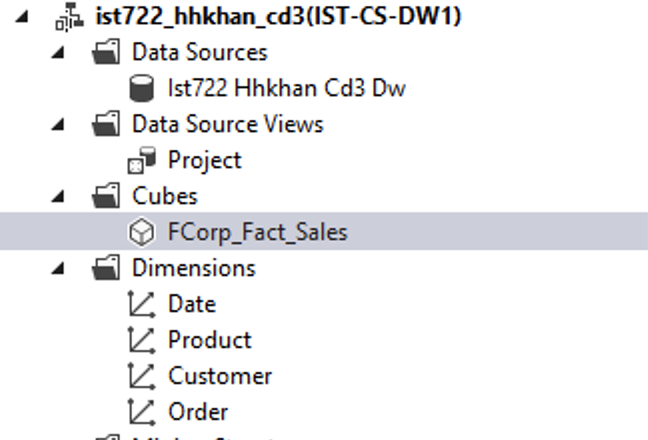 ist722_hhkhan_cd3(IST-CS-DW1)
Data Sources
Ist722 Hhkhan Cd3 Dw
Data Source Views
Project
Cubes
FCorp_Fact_Sales
Dimensions
Date
Product
Customer
Order